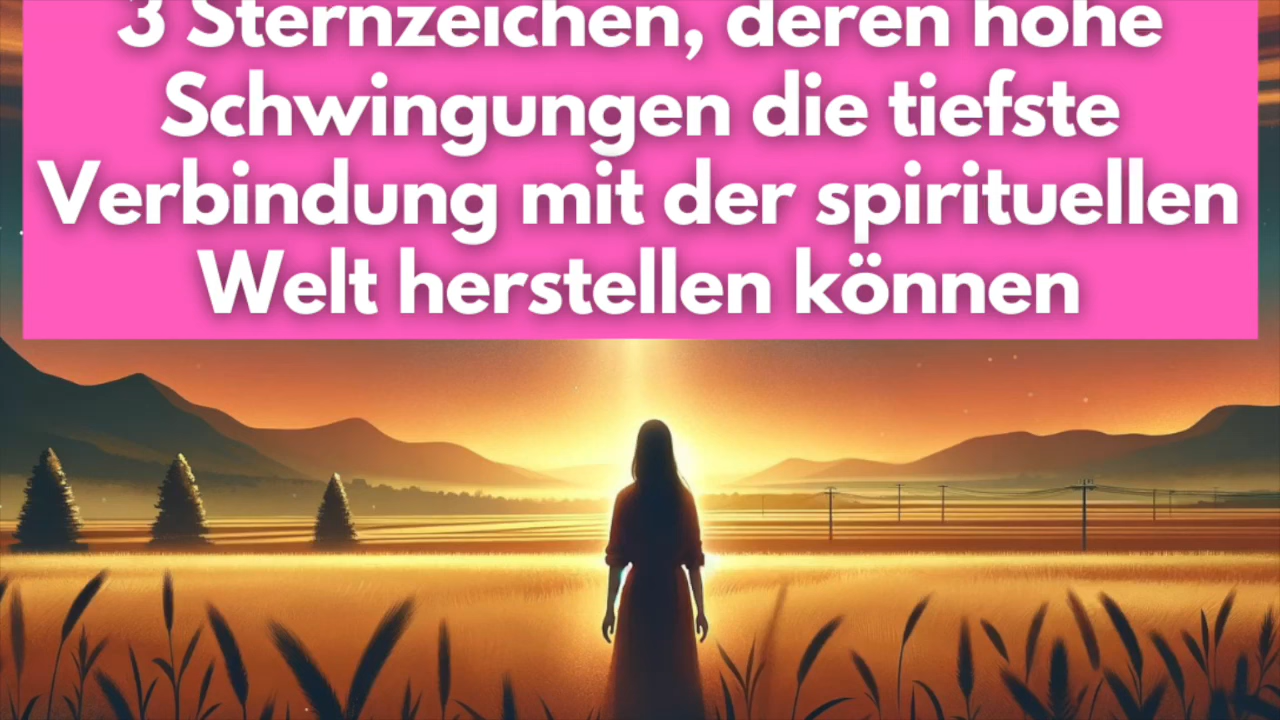 3 Sternzeichen, deren hohe
Schwingungen die tiefste
Verbindung mit der spirituellen
Welt herstellen können